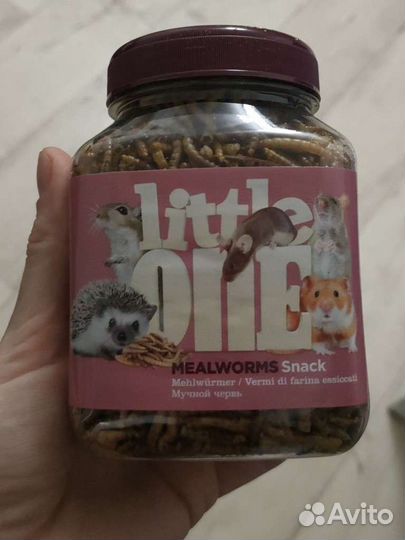 little
one
MEALWORMS Snack
Mehlwürmer / Vermi di farina essiccati
Мучной червь
Avito